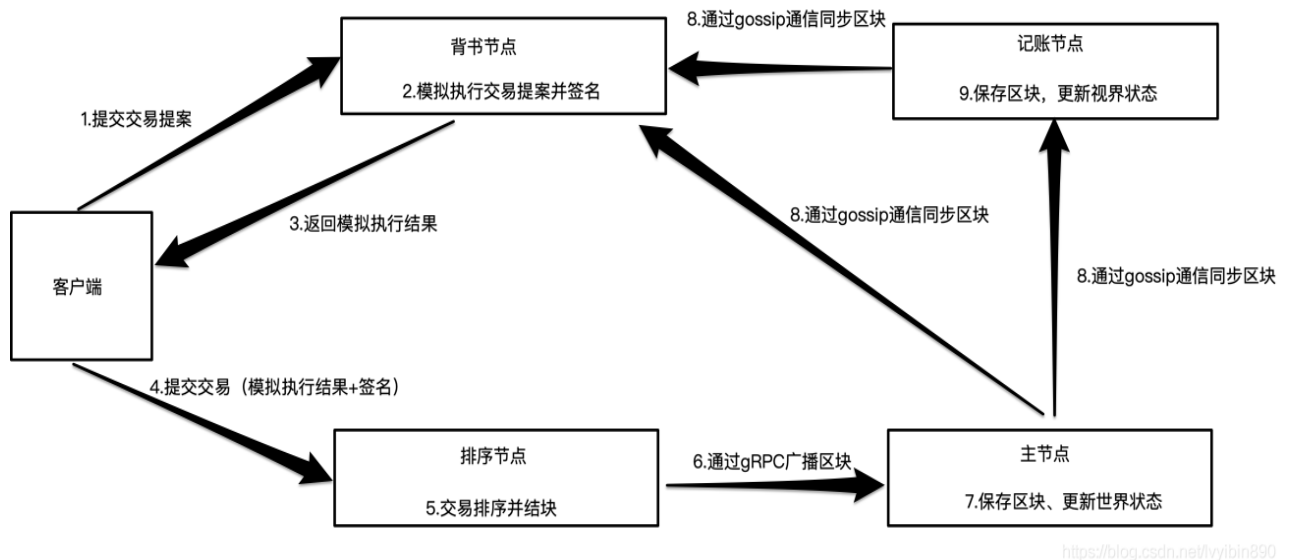 8.通过gossip通信同步区块
背书节点
2.模拟执行交易提案并签名
记账节点
9.保存区块，更新视界状态
1.提交交易提案
3.返回模拟执行结果
8.通过gossip通信同步区块
8.通过gossip通信同步区块
客户端
4.提交交易（模拟执行结果+签名）
排序节点
5.交易排序并结块
6.通过gRPC广播区块
主节点
7.保存区块、更新世界状态
https://blog.csdn.net/lvyibin890